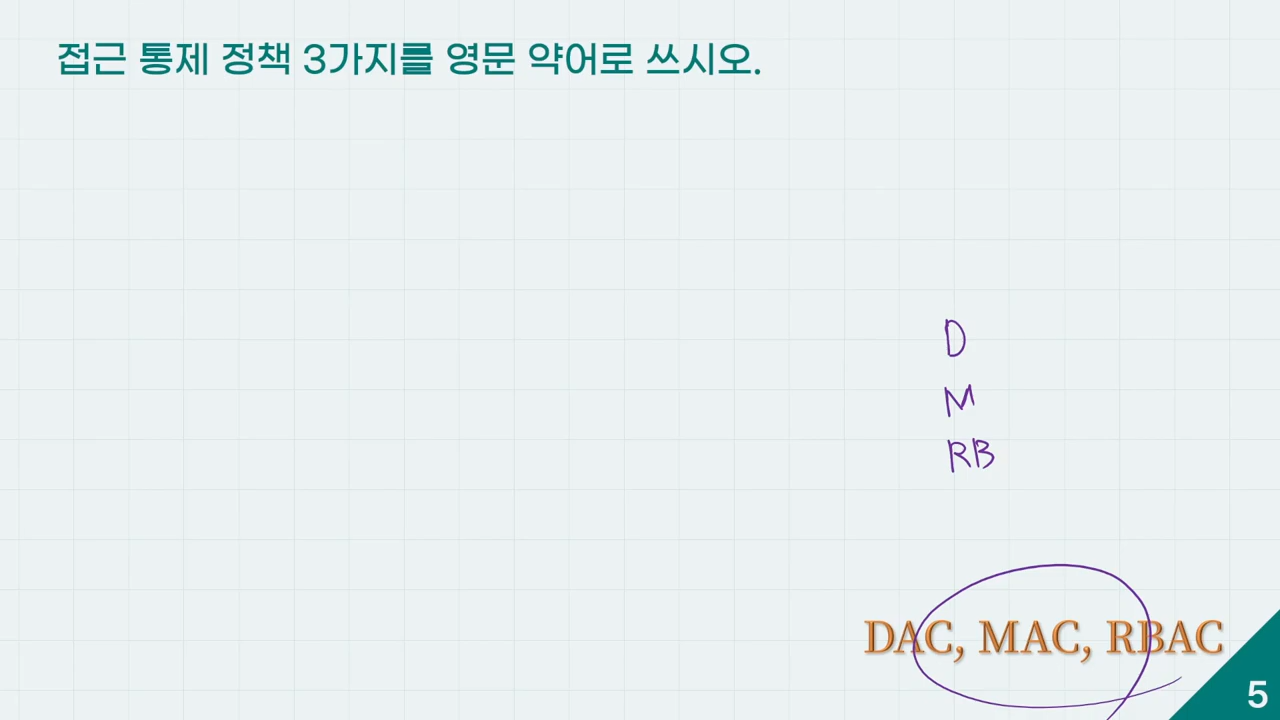 접근 통제 정책 3가지를 영문 약어로 쓰시오.
D
M
RB
DAC, MAC, RBAC
5